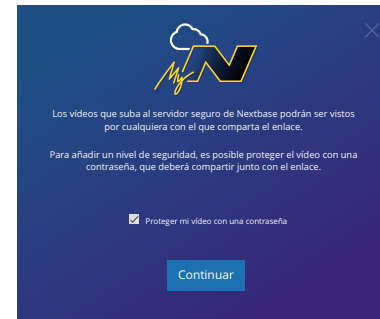 My N
Los vídeos que suba al servidor seguro de Nextbase podrán ser vistos
por cualquiera con el que comparta el enlace.
Para añadir un nivel de seguridad, es posible proteger el vídeo con una
contraseña, que deberá compartir junto con el enlace.
Proteger mi vídeo con una contraseña
Continuar